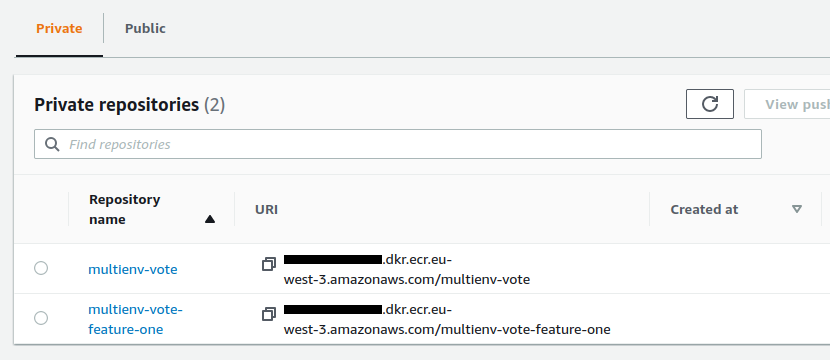 Private
Public
Private repositories (2)
View push
Find repositories
Repository
name
URI
Created at
multienv-vote
.dkr.ecr.eu-
west-3.amazonaws.com/multienv-vote
multienv-vote-
feature-one
.dkr.ecr.eu-
west-3.amazonaws.com/multienv-vote-feature-one